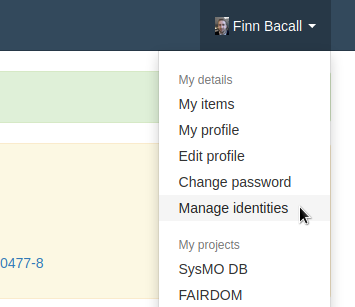 Finn Bacall
My details
My items
My profile
Edit profile
Change password
Manage identities
0477-8
My projects
SysMO DB
FAIRDOM